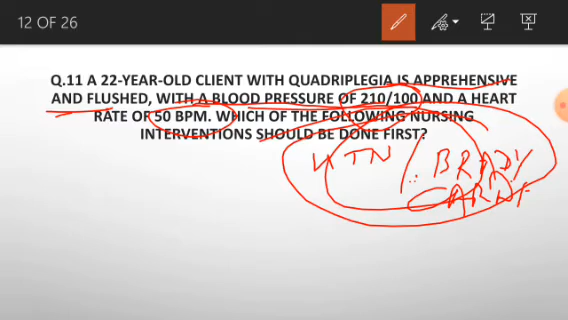 12 OF 26
Q.11 A 22-YEAR-OLD CLIENT WITH QUADRIPLEGIA IS APPREHENSIVE
AND FLUSHED, WITH A BLOOD PRESSURE OF 210/100 AND A HEART
RATE OF 50 BPM. WHICH OF THE FOLLOWING NURSING
INTERVENTIONS SHOULD BE DONE FIRST?
HTN / BRADY
CARDI